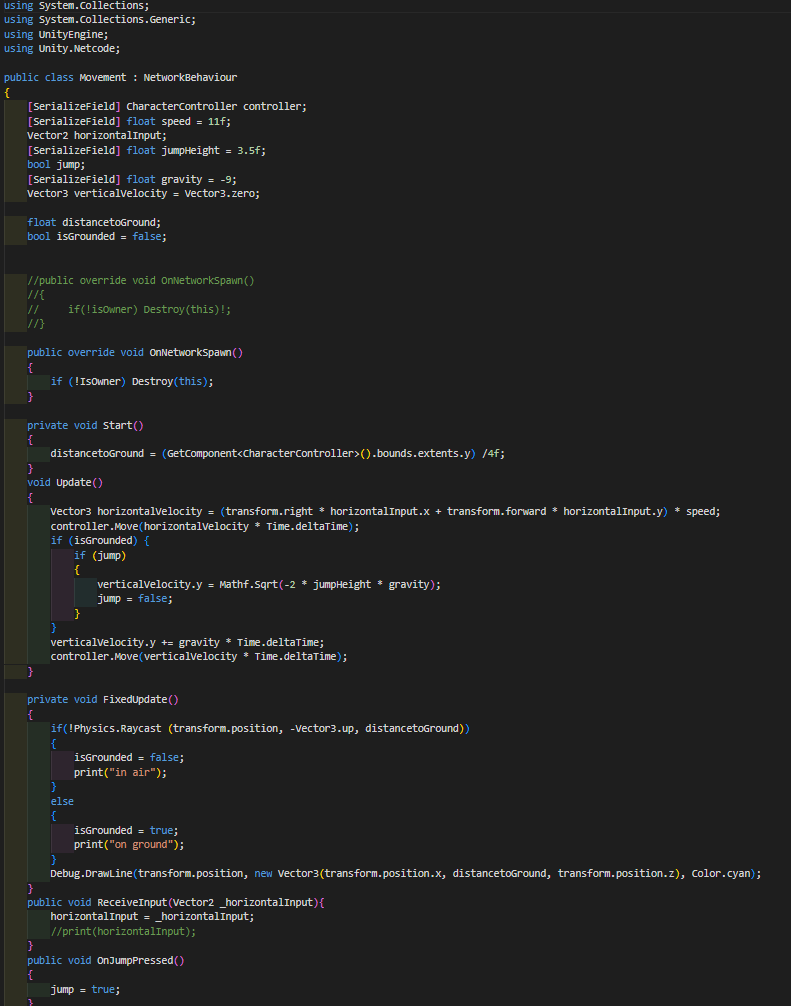 using System.Collections;
using System.Collections.Generic;
using UnityEngine;
using Unity.Netcode;
public class Movement : NetworkBehaviour
{
[SerializeField] CharacterController controller;
[SerializeField] float speed = 11f;
Vector2 horizontalInput;
[SerializeField] float jumpHeight = 3.5f;
bool jump;
[SerializeField] float gravity = -9;
Vector3 verticalVelocity = Vector3.zero;
float distancetoGround;
bool isGrounded = false;
//public override void OnNetworkSpawn()
//{
//     if(!isOwner) Destroy(this)!;
//}
public override void OnNetworkSpawn()
{
if (!IsOwner) Destroy(this);
}
private void Start()
{
distancetoGround = (GetComponent<CharacterController>().bounds.extents.y) /4f;
}
void Update()
{
Vector3 horizontalVelocity = (transform.right * horizontalInput.x + transform.forward * horizontalInput.y) * speed;
controller.Move(horizontalVelocity * Time.deltaTime);
if (isGrounded) {
if (jump)
{
verticalVelocity.y = Mathf.Sqrt(-2 * jumpHeight * gravity);
jump = false;
}
}
verticalVelocity.y += gravity * Time.deltaTime;
controller.Move(verticalVelocity * Time.deltaTime);
}
private void FixedUpdate()
{
if(!Physics.Raycast (transform.position, -Vector3.up, distancetoGround))
{
isGrounded = false;
print("in air");
}
else
{
isGrounded = true;
print("on ground");
}
Debug.DrawLine(transform.position, new Vector3(transform.position.x, distancetoGround, transform.position.z), Color.cyan);
}
public void ReceiveInput(Vector2 _horizontalInput){
horizontalInput = _horizontalInput;
//print(horizontalInput);
}
public void OnJumpPressed()
{
jump = true;
}